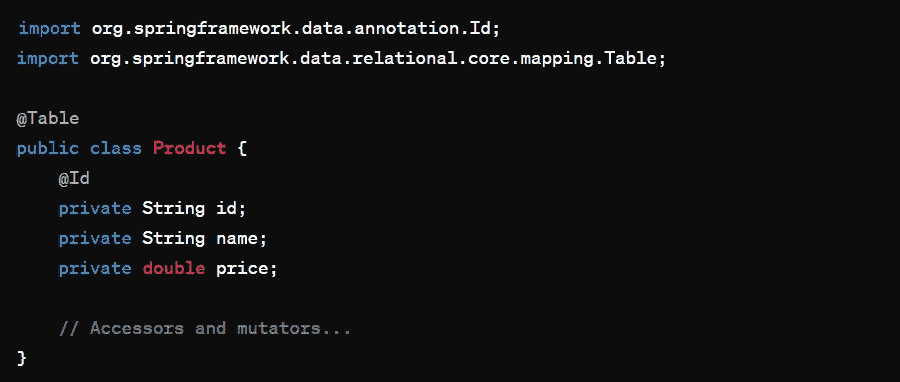 import org.springframework.data.annotation.Id;
import org.springframework.data.relational.core.mapping.Table;
@Table
public class Product {
@Id
private String id;
private String name;
private double price;
// Accessors and mutators...
}